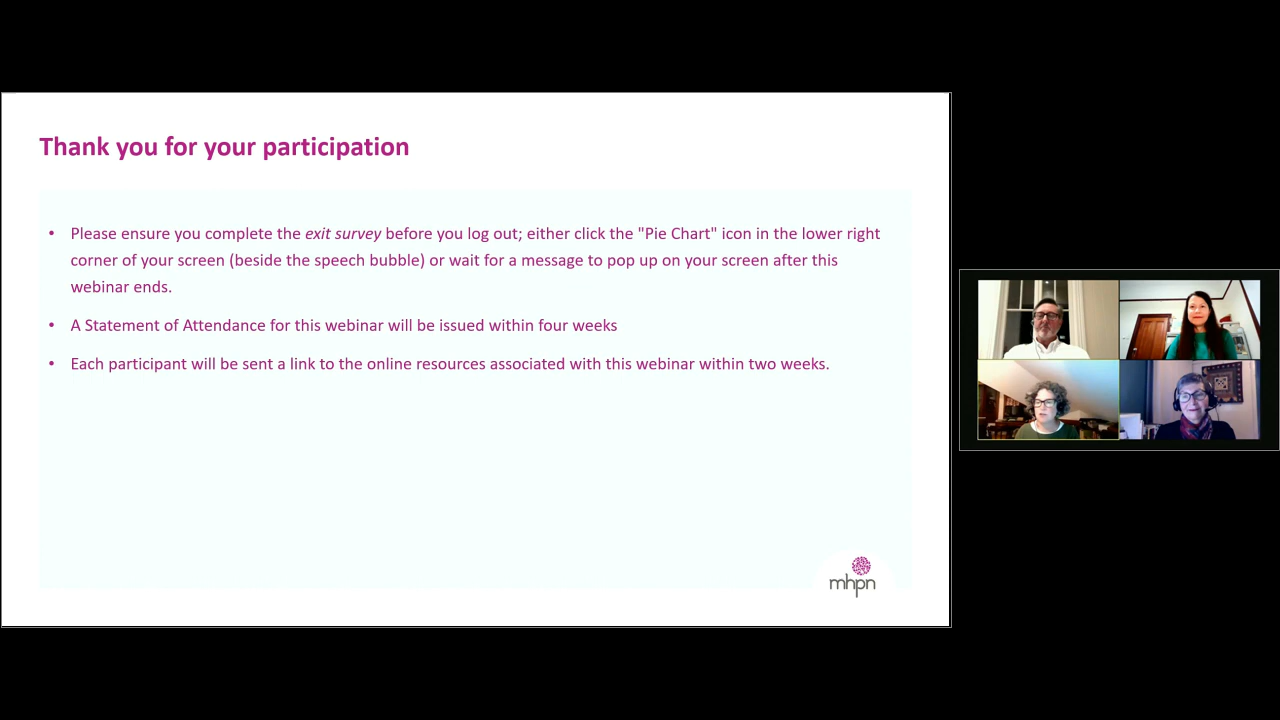 Thank you for your participation
• Please ensure you complete the exit survey before you log out; either click the "Pie Chart" icon in the lower right
corner of your screen (beside the speech bubble) or wait for a message to pop up on your screen after this
webinar ends.
• A Statement of Attendance for this webinar will be issued within four weeks
• Each participant will be sent a link to the online resources associated with this webinar within two weeks.
mhpn